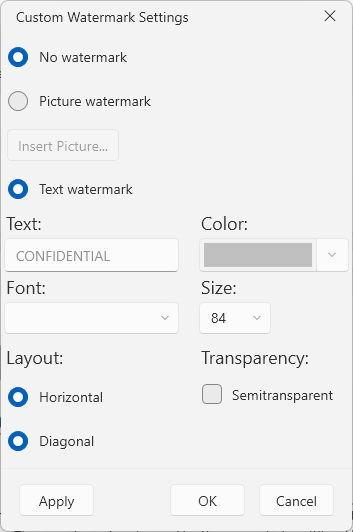 Custom Watermark Settings
No watermark
Picture watermark
Insert Picture...
Text watermark
Text: Color:
CONFIDENTIAL
Font: Size:
84
Layout: Transparency:
Horizontal Semitransparent
Diagonal
Apply OK Cancel